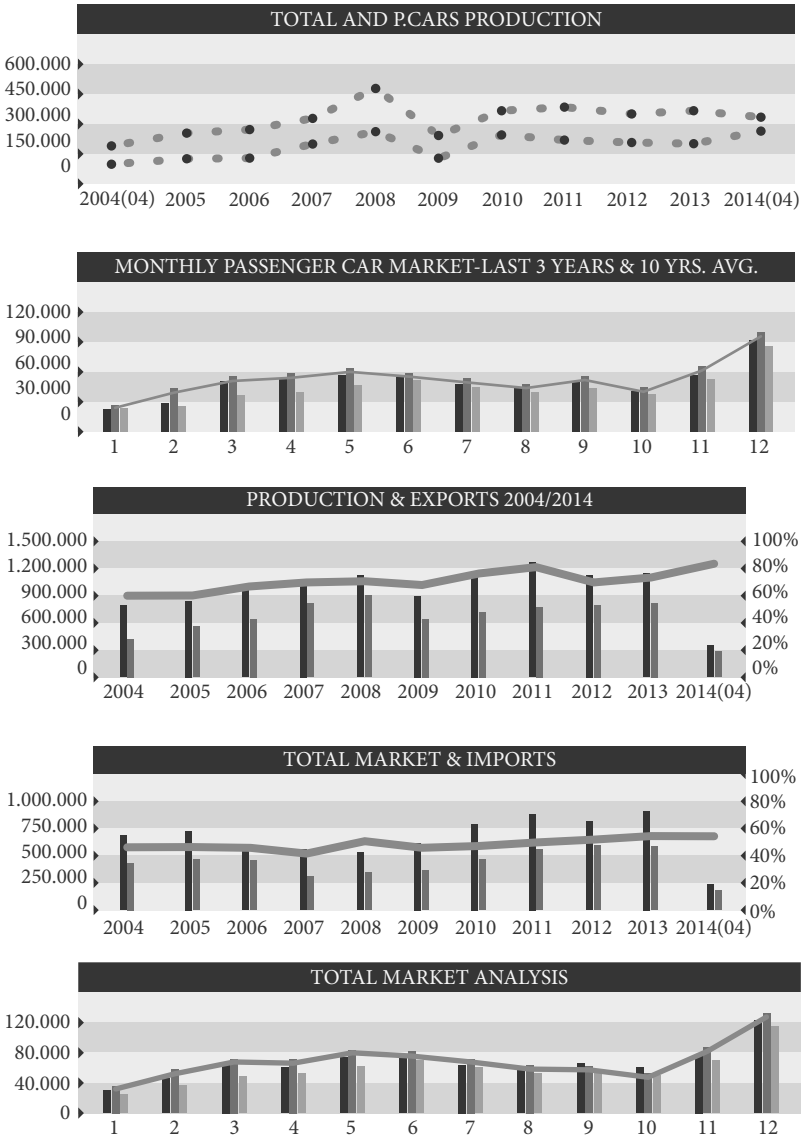 TOTAL AND P.CARS PRODUCTION
600.000
450.000
300.000
150.000
0
2004(04) 2005 2006 2007 2008 2009 2010 2011 2012 2013 2014(04)
MONTHLY PASSENGER CAR MARKET-LAST 3 YEARS & 10 YRS. AVG.
120.000
90.000
60.000
30.000
0
1 2 3 4 5 6 7 8 9 10 11 12
PRODUCTION & EXPORTS 2004/2014
1.500.000 100%
1.200.000 80%
900.000 60%
600.000 40%
300.000 20%
0 0%
2004 2005 2006 2007 2008 2009 2010 2011 2012 2013 2014(04)
TOTAL MARKET & IMPORTS
100%
1.000.000 80%
750.000 60%
500.000 40%
250.000 20%
0 0%
2004 2005 2006 2007 2008 2009 2010 2011 2012 2013 2014(04)
TOTAL MARKET ANALYSIS
120.000
80.000
40.000
0
1 2 3 4 5 6 7 8 9 10 11 12